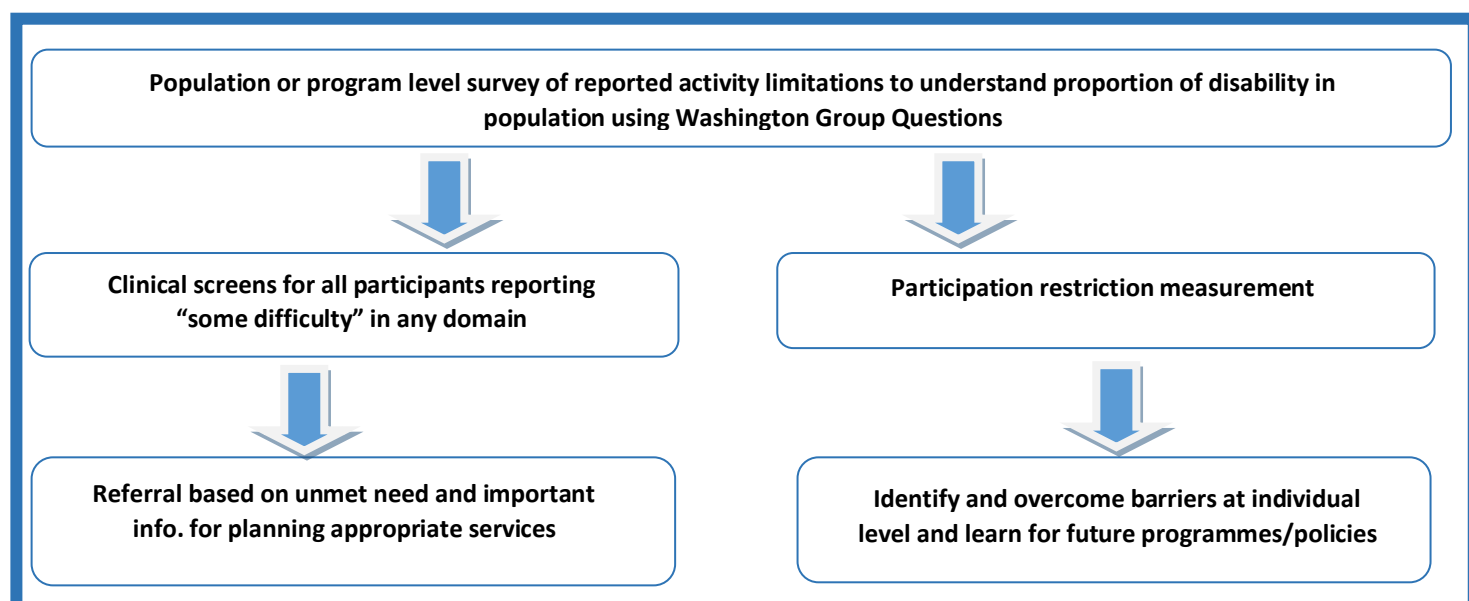 Population or program level survey of reported activity limitations to understand proportion of disability in
population using Washington Group Questions
Clinical screens for all participants reporting
“some difficulty” in any domain
Participation restriction measurement
Referral based on unmet need and important
info. for planning appropriate services
Identify and overcome barriers at individual
level and learn for future programmes/policies